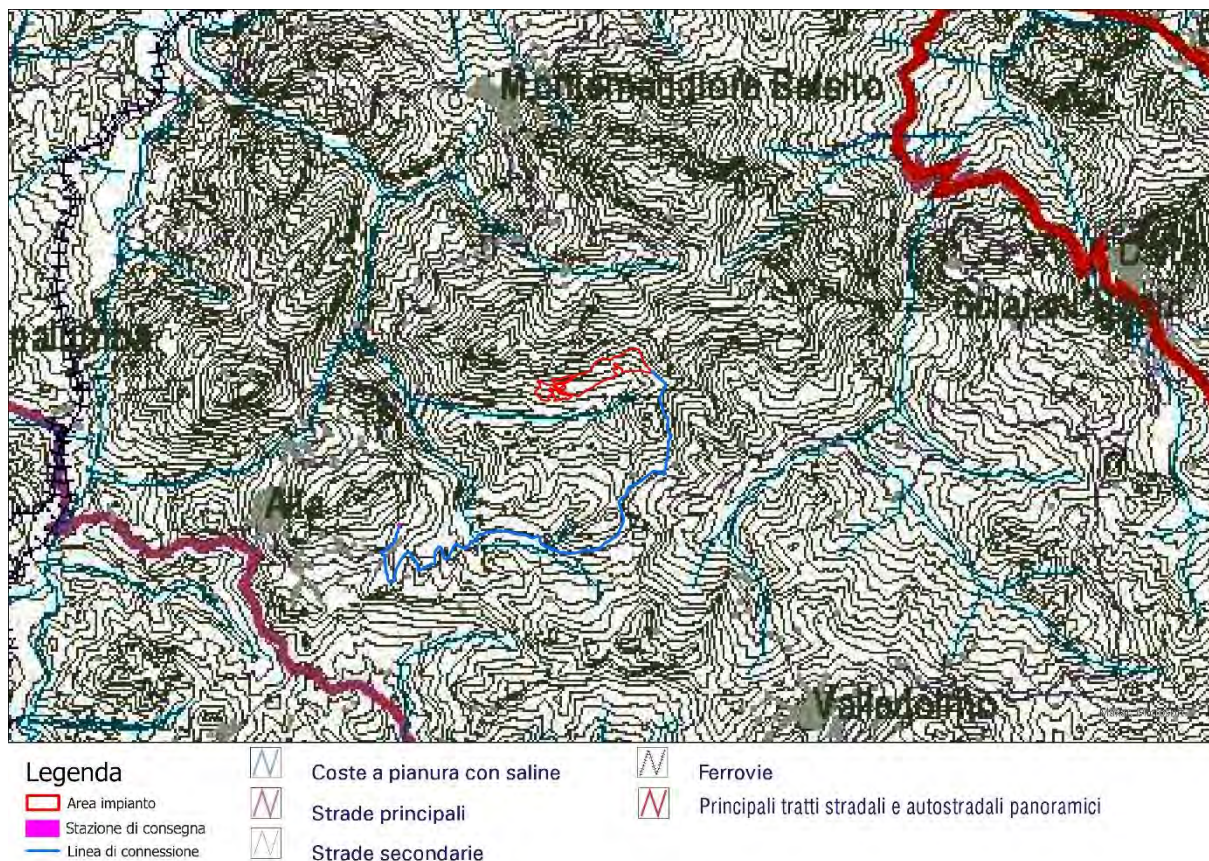 Montemaggiore Belsito
Alia
Valledolmo
Legenda
Area impianto
Stazione di consegna
Linea di connessione
Coste a pianura con saline
Strade principali
Strade secondarie
Ferrovie
Principali tratti stradali e autostradali panoramici